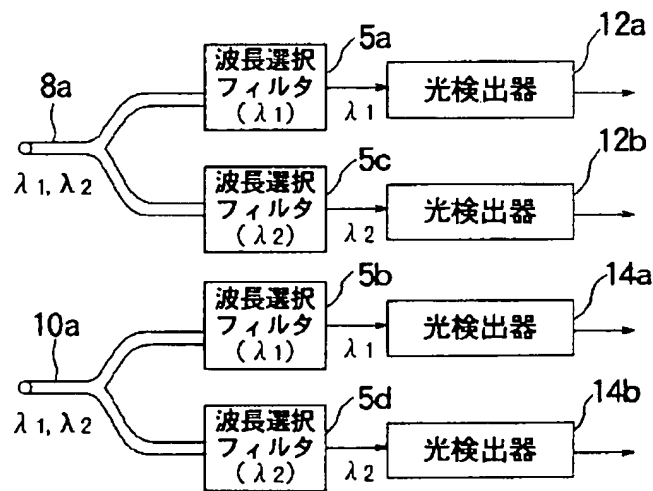 8a
λ1, λ2
波長選択
フィルタ
(λ1)
5a
λ1
光検出器
12a
波長選択
フィルタ
(λ2)
5c
λ2
光検出器
12b
10a
λ1, λ2
波長選択
フィルタ
(λ1)
5b
λ1
光検出器
14a
波長選択
フィルタ
(λ2)
5d
λ2
光検出器
14b